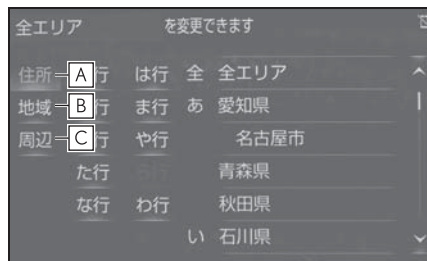 全エリア を変更できます
住所 A 行 は行 全 全エリア
地域 B 行 ま行 あ 愛知県
周辺 C 行 や行 名古屋市
た行 青森県
な行 わ行 秋田県
い 石川県